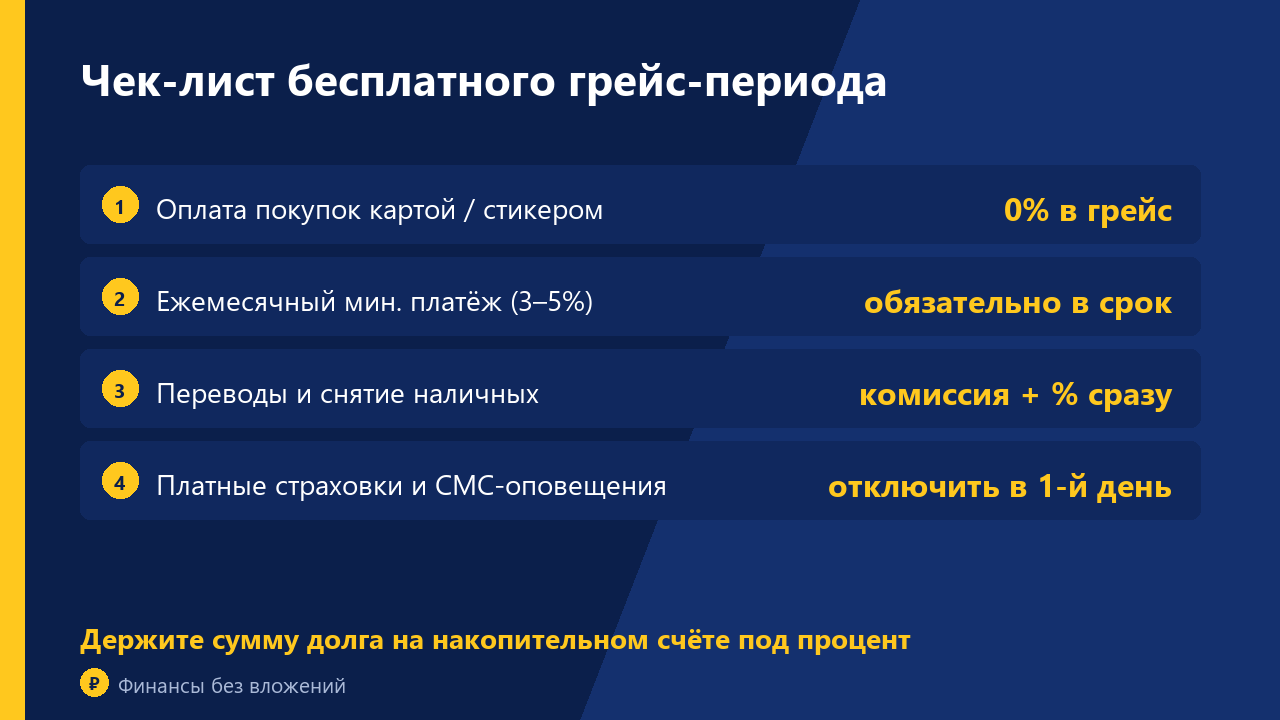 Чек-лист бесплатного грейс-периода
1 Оплата покупок картой / стикером 0% в грейс
2 Ежемесячный мин. платёж (3–5%) обязательно в срок
3 Переводы и снятие наличных комиссия + % сразу
4 Платные страховки и СМС-оповещения отключить в 1-й день
Держите сумму долга на накопительном счёте под процент
₽ Финансы без вложений